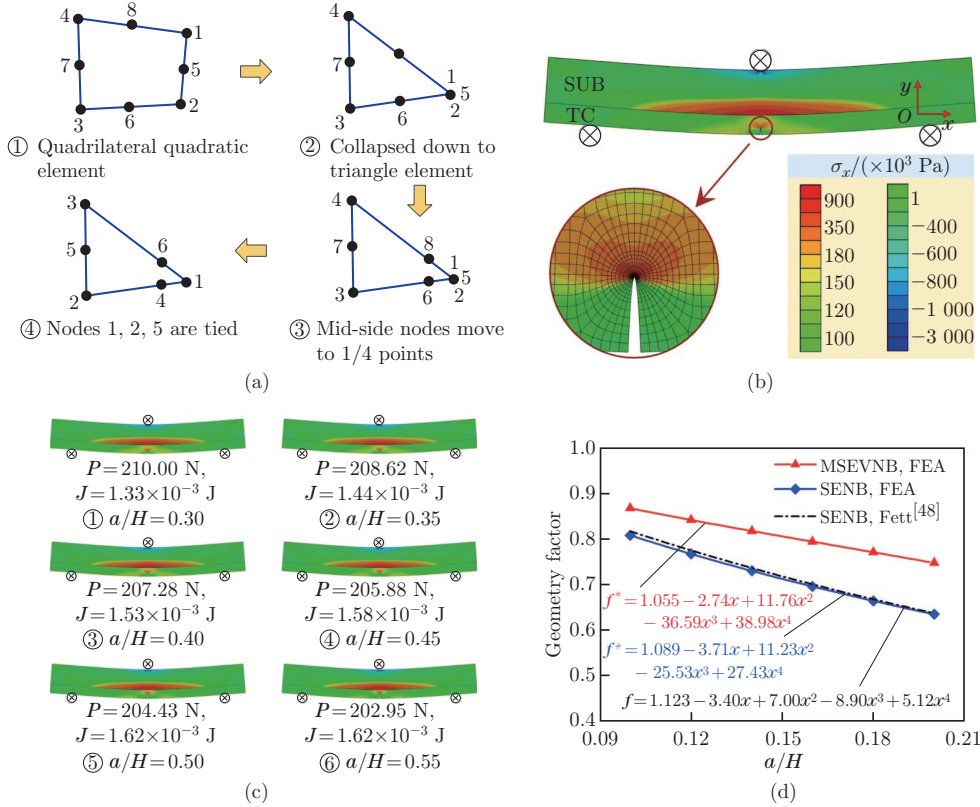 4
8
1
7
5
3
6
2
① Quadrilateral quadratic
element
4
7
1
5
2
3
6
② Collapsed down to
triangle element
3
5
6
1
4
2
④ Nodes 1, 2, 5 are tied
4
7
8
1
5
2
6
3
③ Mid-side nodes move
to 1/4 points
(a)
SUB
TC
y
O
x
σx/(×10³ Pa)
900
350
180
150
120
100
1
−400
−600
−800
−1 000
−3 000
(b)
P=210.00 N,
J=1.33×10⁻³ J
① a/H=0.30
P=208.62 N,
J=1.44×10⁻³ J
② a/H=0.35
P=207.28 N,
J=1.53×10⁻³ J
③ a/H=0.40
P=205.88 N,
J=1.58×10⁻³ J
④ a/H=0.45
P=204.43 N,
J=1.62×10⁻³ J
⑤ a/H=0.50
P=202.95 N,
J=1.62×10⁻³ J
⑥ a/H=0.55
(c)
Geometry factor
1.0
0.9
0.8
0.7
0.6
0.5
0.4
MSEVNB, FEA
SENB, FEA
SENB, Fett[48]
f*=1.055−2.74x+11.76x²
−36.59x³+38.98x⁴
f#=1.089−3.71x+11.23x²
−25.53x³+27.43x⁴
f=1.123−3.40x+7.00x²−8.90x³+5.12x⁴
0.09
0.12
0.15
0.18
0.21
a/H
(d)